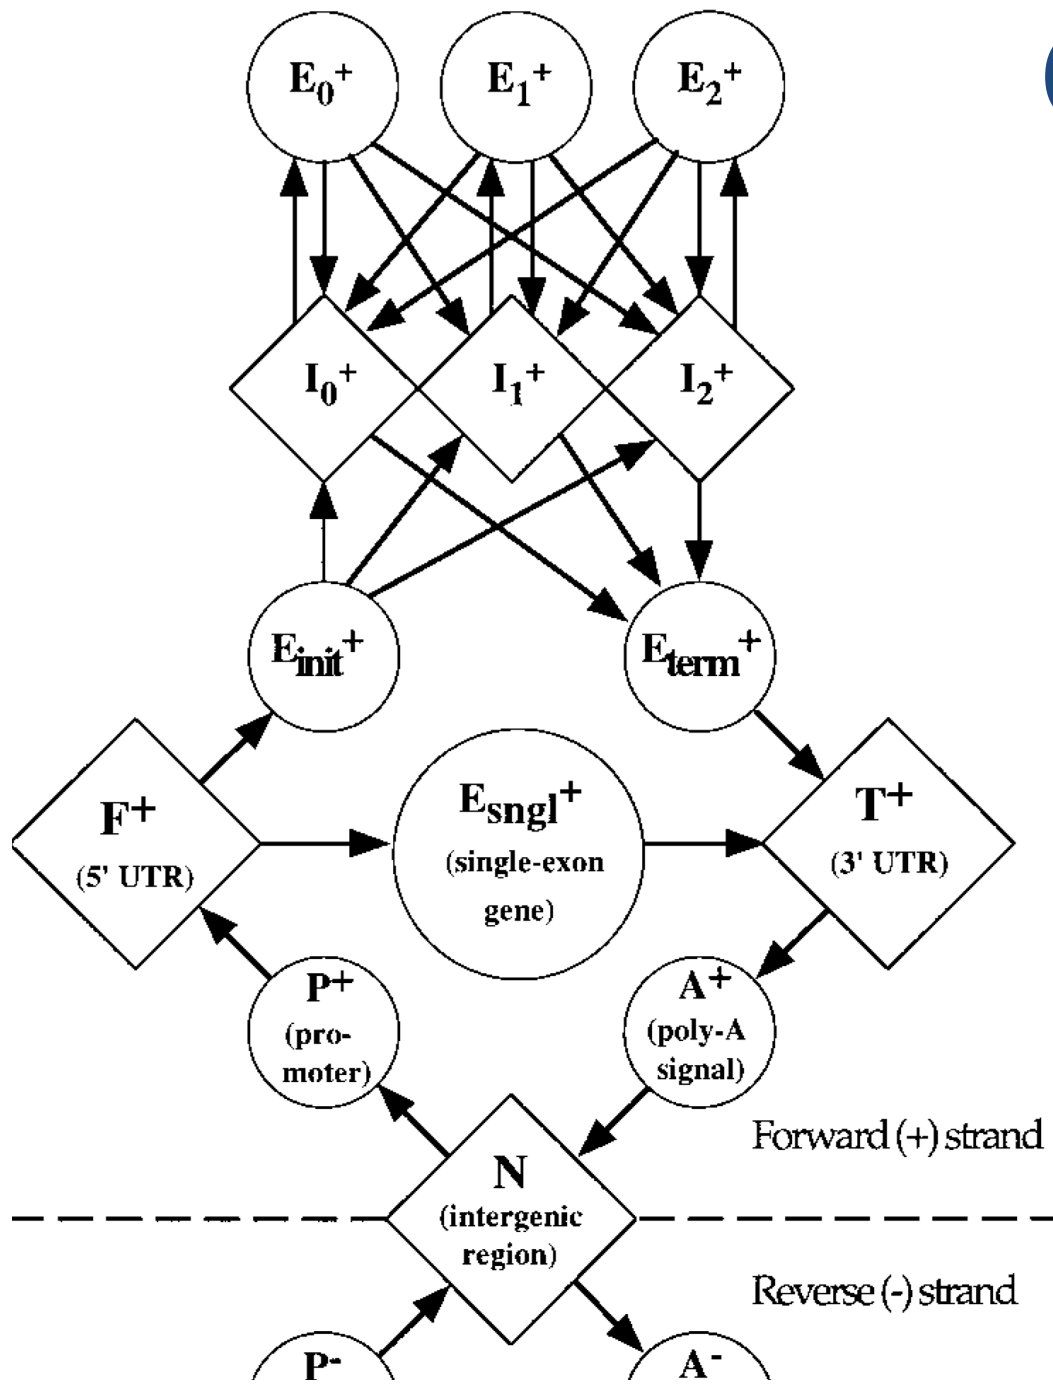 E0+ E1+ E2+
I0+ I1+ I2+
Einit+ Eterm+
F+
(5' UTR)
Esngl+
(single-exon
gene)
T+
(3' UTR)
P+
(pro-
moter)
A+
(poly-A
signal)
Forward (+) strand
N
(intergenic
region)
Reverse (-) strand
P- A-